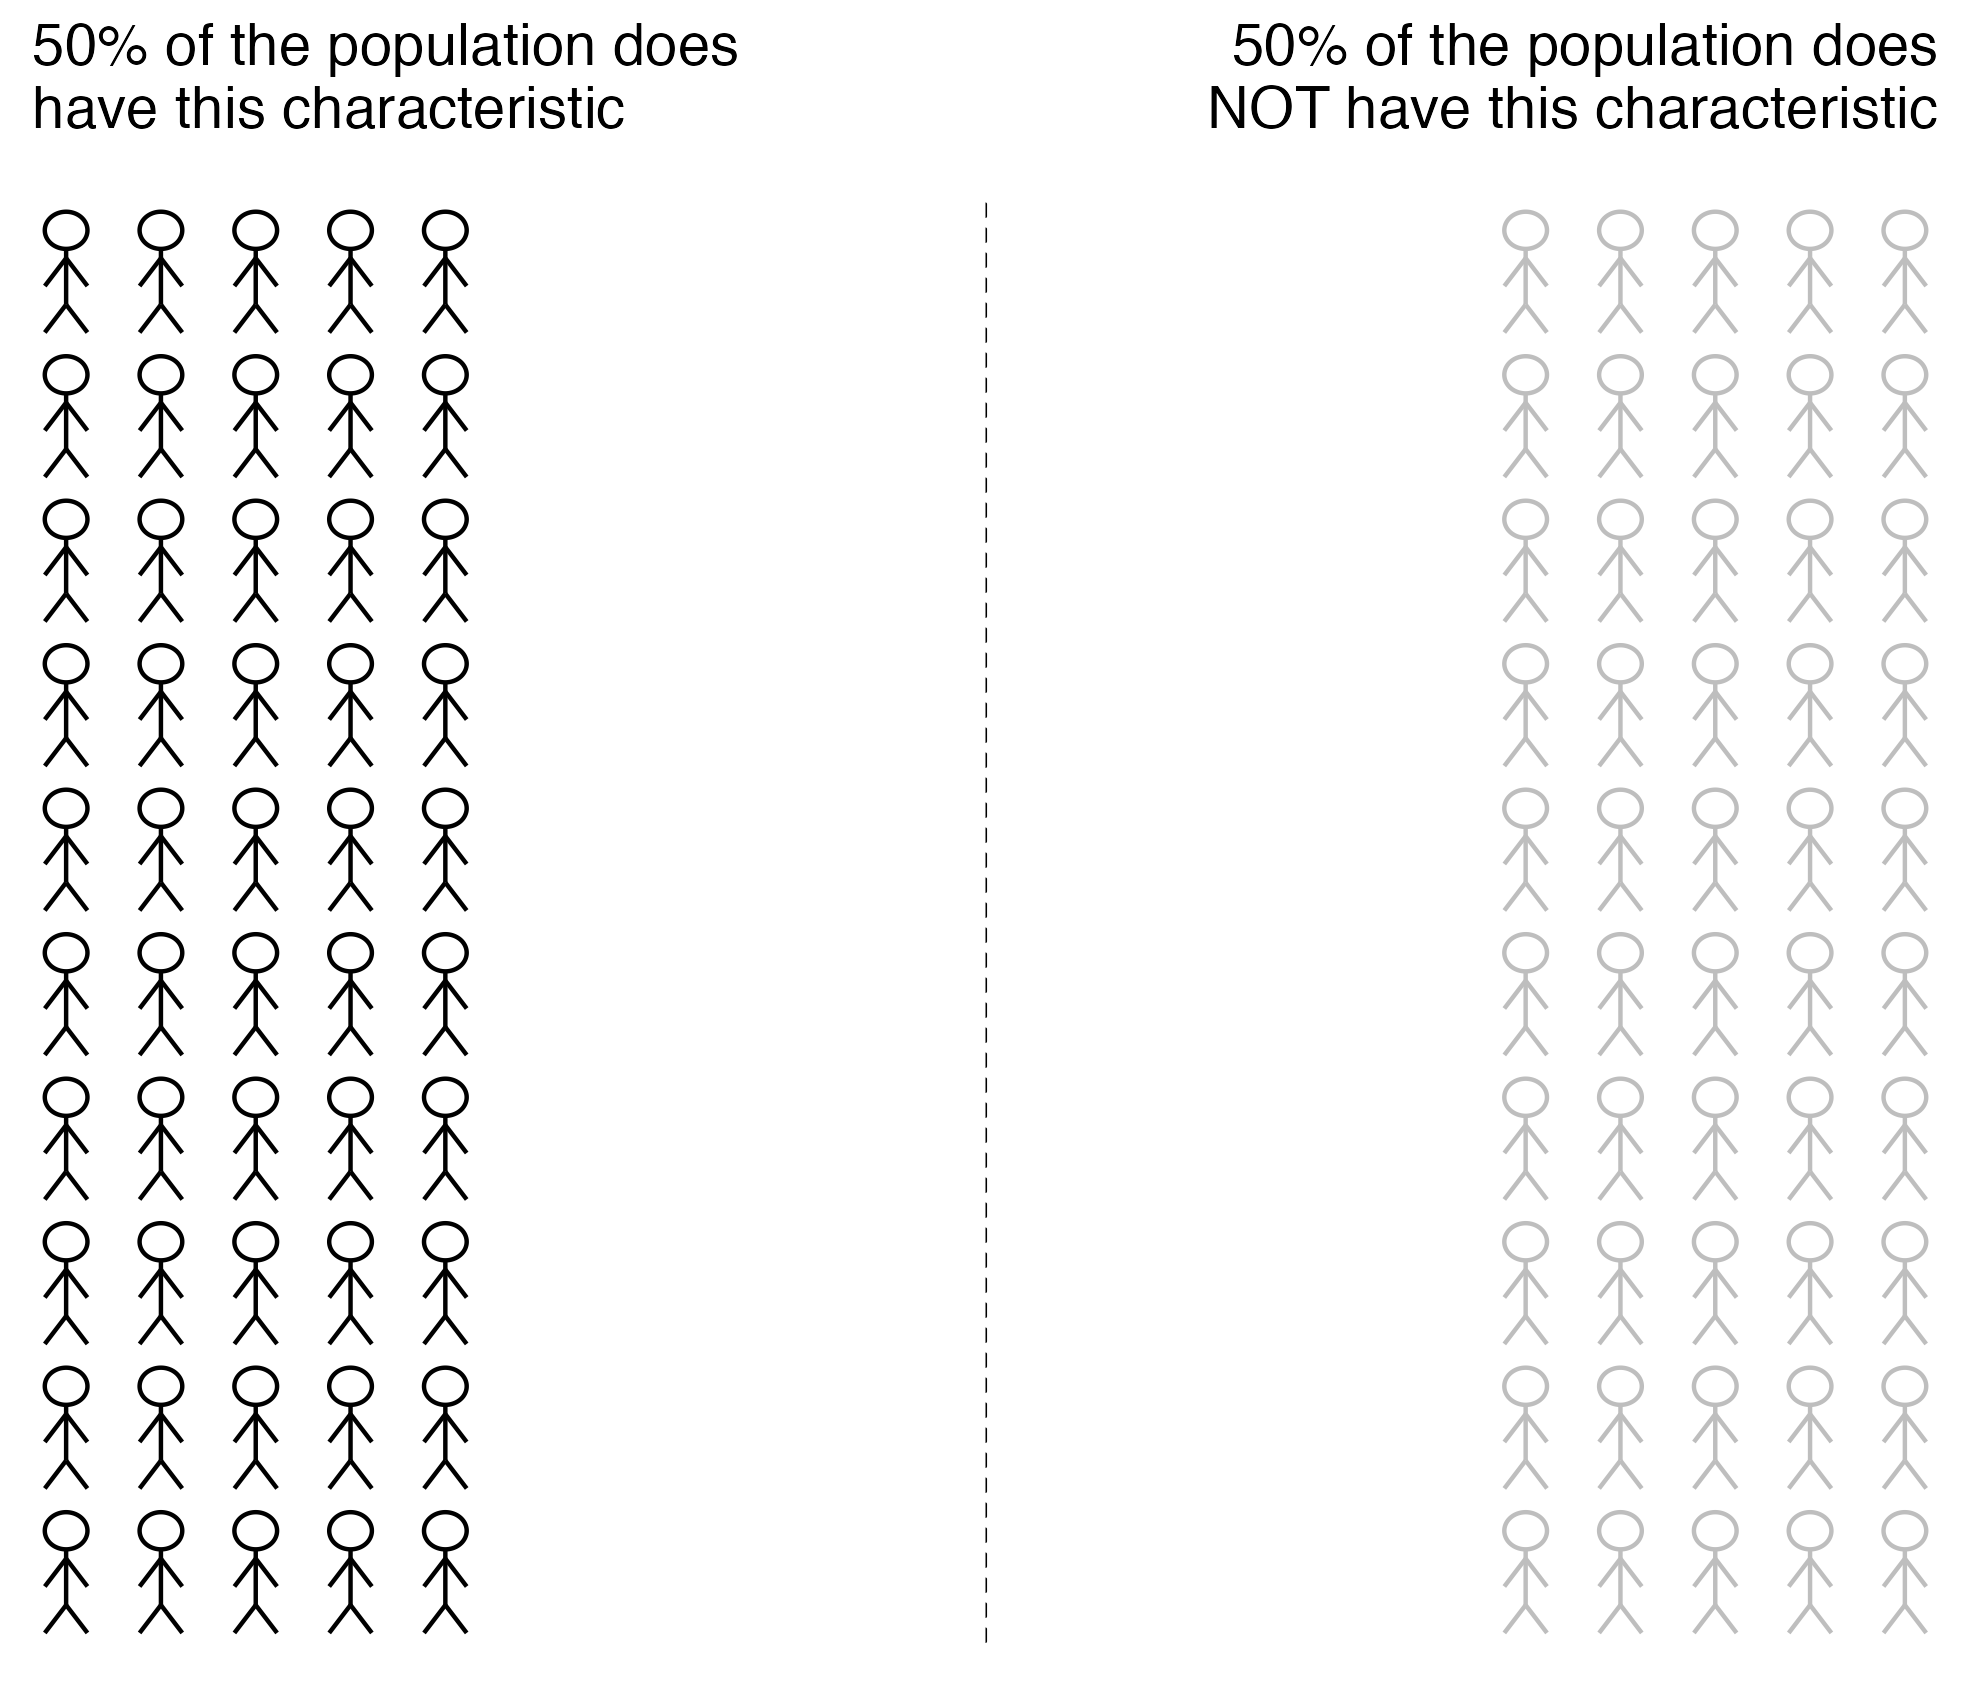 50% of the population does
have this characteristic
50% of the population does
NOT have this characteristic